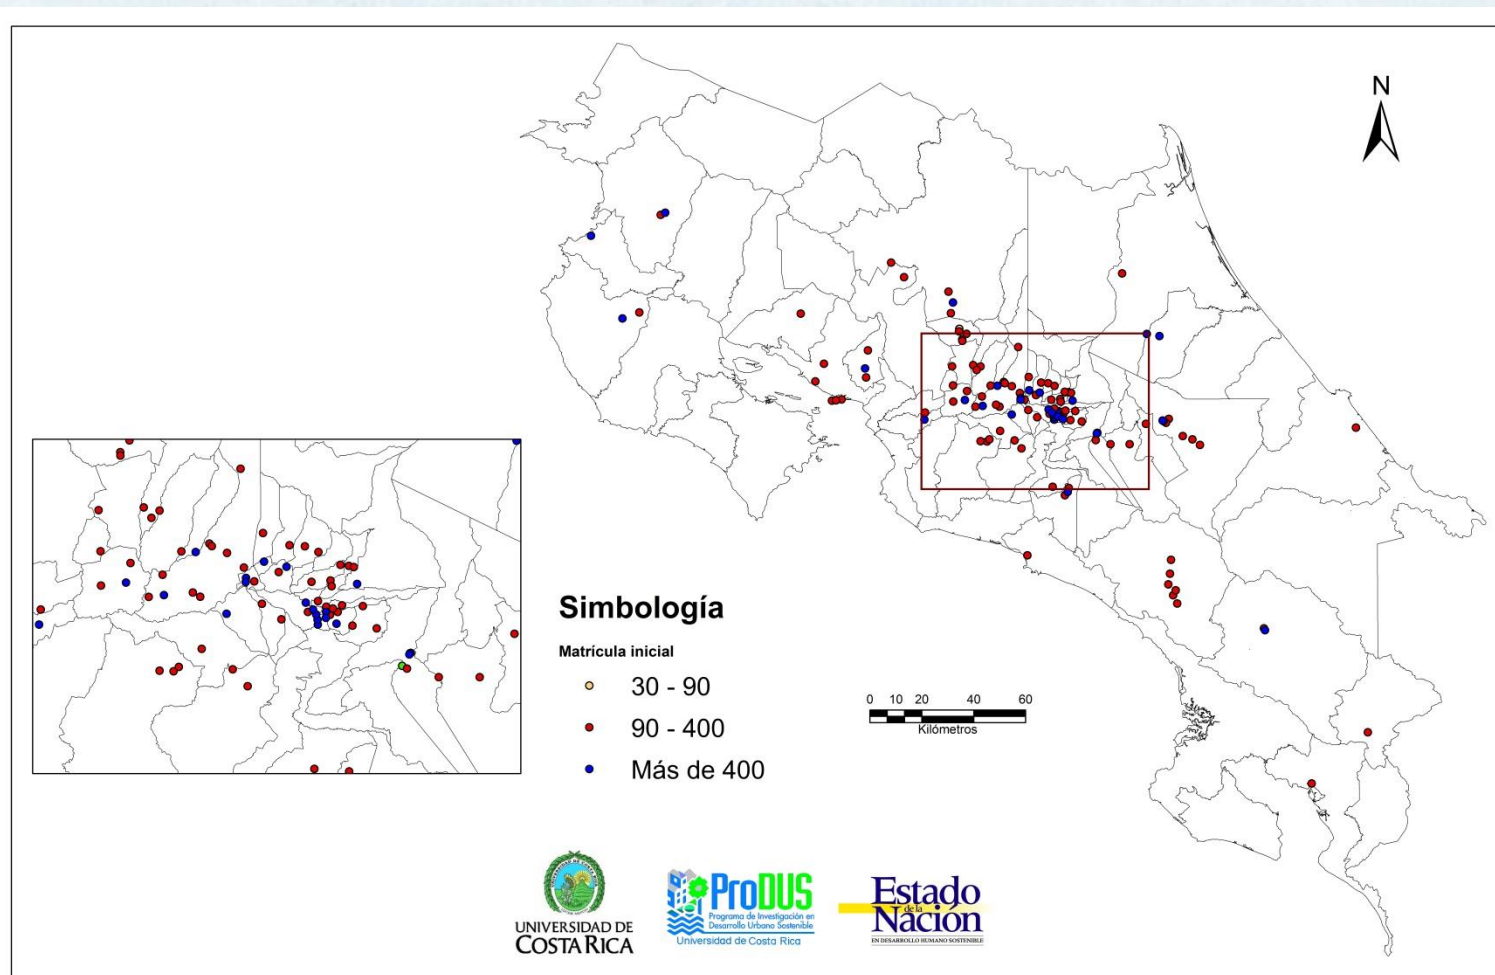 N
Simbología
Matrícula inicial
30 - 90
90 - 400
Más de 400
0 10 20 40 60
Kilómetros
UNIVERSIDAD DE
COSTA RICA
ProDUS
Programa de Investigación en
Desarrollo Urbano Sostenible
Universidad de Costa Rica
Estado
de la
Nación
EN DESARROLLO HUMANO SOSTENIBLE